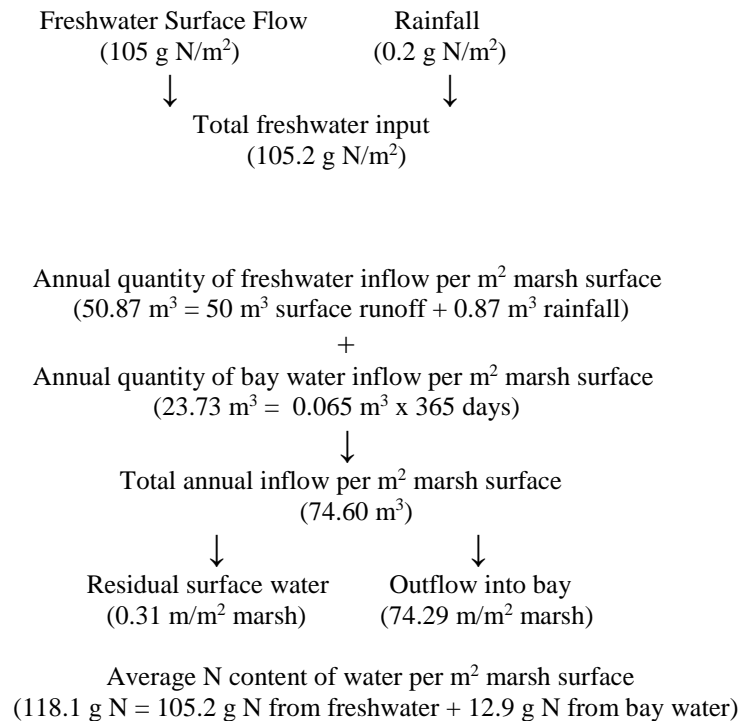 Freshwater Surface Flow Rainfall
(105 g N/m²) (0.2 g N/m²)
↓ ↓
Total freshwater input
(105.2 g N/m²)
Annual quantity of freshwater inflow per m² marsh surface
(50.87 m³ = 50 m³ surface runoff + 0.87 m³ rainfall)
+
Annual quantity of bay water inflow per m² marsh surface
(23.73 m³ = 0.065 m³ x 365 days)
↓
Total annual inflow per m² marsh surface
(74.60 m³)
↓ ↓
Residual surface water Outflow into bay
(0.31 m/m² marsh) (74.29 m/m² marsh)
Average N content of water per m² marsh surface
(118.1 g N = 105.2 g N from freshwater + 12.9 g N from bay water)